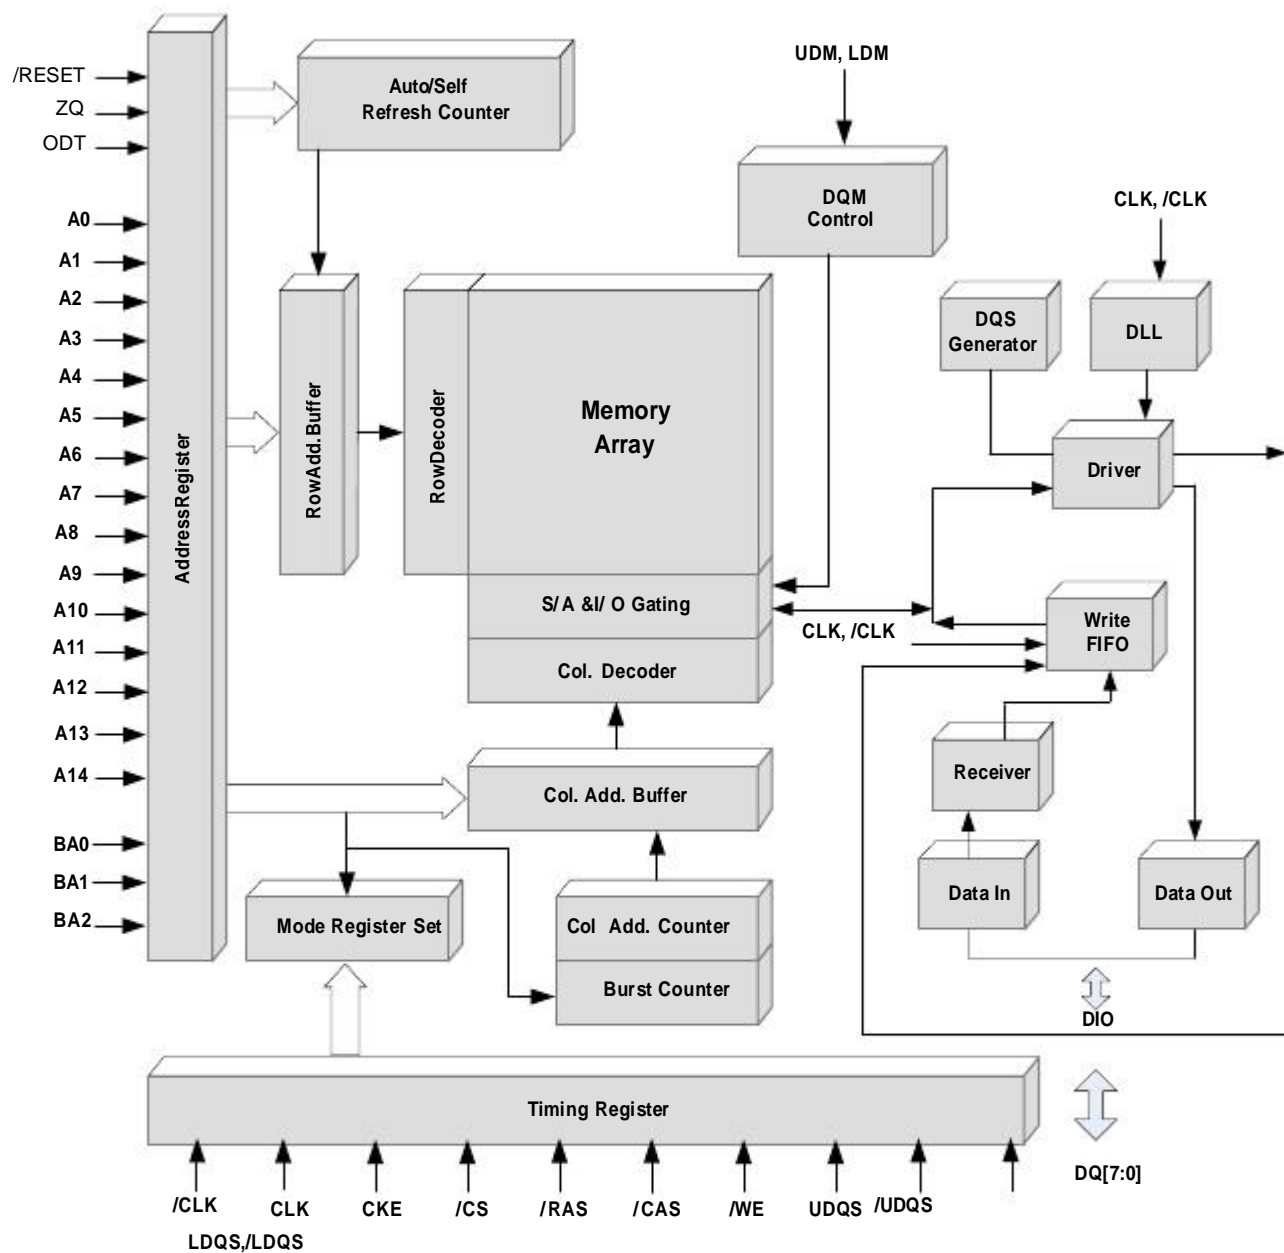 /RESET
ZQ
ODT
A0
A1
A2
A3
A4
A5
A6
A7
A8
A9
A10
A11
A12
A13
A14
BA0
BA1
BA2
AddressRegister
Auto/Self
Refresh Counter
RowAdd.Buffer
RowDecoder
Memory
Array
S/A &I/O Gating
Col. Decoder
Col. Add. Buffer
Mode Register Set
Col Add. Counter
Burst Counter
UDM, LDM
DQM
Control
CLK, /CLK
DQS
Generator
DLL
Driver
CLK, /CLK
Write
FIFO
Receiver
Data In
Data Out
DIO
Timing Register
DQ[7:0]
/CLK
CLK
CKE
/CS
/RAS
/CAS
/WE
UDQS
/UDQS
LDQS,/LDQS